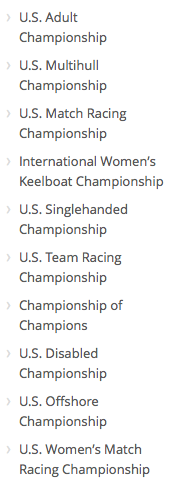 U.S. Adult
Championship
U.S. Multihull
Championship
U.S. Match Racing
Championship
International Women's
Keelboat Championship
U.S. Singlehanded
Championship
U.S. Team Racing
Championship
Championship of
Champions
U.S. Disabled
Championship
U.S. Offshore
Championship
U.S. Women's Match
Racing Championship